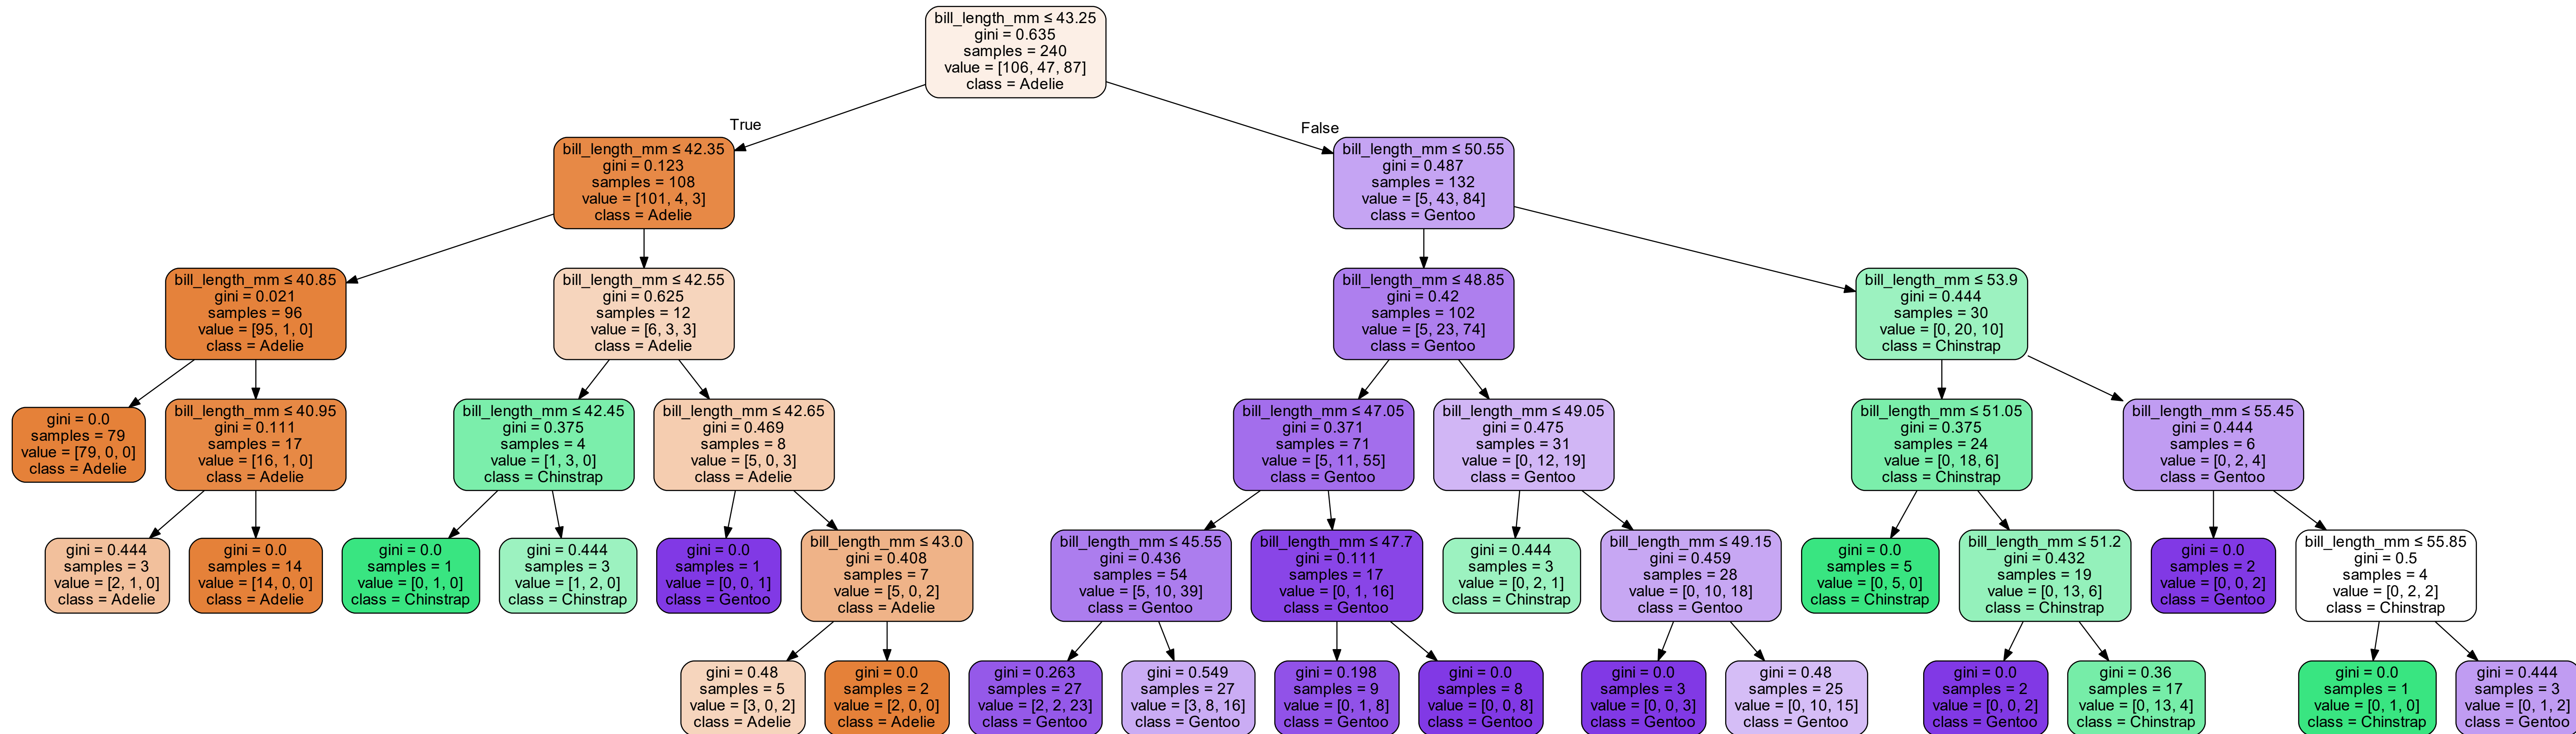 bill_length_mm ≤ 43.25
gini = 0.635
samples = 240
value = [106, 47, 87]
class = Adelie
True
False
bill_length_mm ≤ 42.35
gini = 0.123
samples = 108
value = [101, 4, 3]
class = Adelie
bill_length_mm ≤ 50.55
gini = 0.487
samples = 132
value = [5, 43, 84]
class = Gentoo
bill_length_mm ≤ 40.85
gini = 0.021
samples = 96
value = [95, 1, 0]
class = Adelie
bill_length_mm ≤ 42.55
gini = 0.625
samples = 12
value = [6, 3, 3]
class = Adelie
bill_length_mm ≤ 48.85
gini = 0.42
samples = 102
value = [5, 23, 74]
class = Gentoo
bill_length_mm ≤ 53.9
gini = 0.444
samples = 30
value = [0, 20, 10]
class = Chinstrap
gini = 0.0
samples = 79
value = [79, 0, 0]
class = Adelie
bill_length_mm ≤ 40.95
gini = 0.111
samples = 17
value = [16, 1, 0]
class = Adelie
bill_length_mm ≤ 42.45
gini = 0.375
samples = 4
value = [1, 3, 0]
class = Chinstrap
bill_length_mm ≤ 42.65
gini = 0.469
samples = 8
value = [5, 0, 3]
class = Adelie
bill_length_mm ≤ 47.05
gini = 0.371
samples = 71
value = [5, 11, 55]
class = Gentoo
bill_length_mm ≤ 49.05
gini = 0.475
samples = 31
value = [0, 12, 19]
class = Gentoo
bill_length_mm ≤ 51.05
gini = 0.375
samples = 24
value = [0, 18, 6]
class = Chinstrap
bill_length_mm ≤ 55.45
gini = 0.444
samples = 6
value = [0, 2, 4]
class = Gentoo
gini = 0.444
samples = 3
value = [2, 1, 0]
class = Adelie
gini = 0.0
samples = 14
value = [14, 0, 0]
class = Adelie
gini = 0.0
samples = 1
value = [0, 1, 0]
class = Chinstrap
gini = 0.444
samples = 3
value = [1, 2, 0]
class = Chinstrap
gini = 0.0
samples = 1
value = [0, 0, 1]
class = Gentoo
bill_length_mm ≤ 43.0
gini = 0.408
samples = 7
value = [5, 0, 2]
class = Adelie
bill_length_mm ≤ 45.55
gini = 0.436
samples = 54
value = [5, 10, 39]
class = Gentoo
bill_length_mm ≤ 47.7
gini = 0.111
samples = 17
value = [0, 1, 16]
class = Gentoo
gini = 0.444
samples = 3
value = [0, 2, 1]
class = Chinstrap
bill_length_mm ≤ 49.15
gini = 0.459
samples = 28
value = [0, 10, 18]
class = Gentoo
gini = 0.0
samples = 5
value = [0, 5, 0]
class = Chinstrap
bill_length_mm ≤ 51.2
gini = 0.432
samples = 19
value = [0, 13, 6]
class = Chinstrap
gini = 0.0
samples = 2
value = [0, 0, 2]
class = Gentoo
bill_length_mm ≤ 55.85
gini = 0.5
samples = 4
value = [0, 2, 2]
class = Chinstrap
gini = 0.48
samples = 5
value = [3, 0, 2]
class = Adelie
gini = 0.0
samples = 2
value = [2, 0, 0]
class = Adelie
gini = 0.263
samples = 27
value = [2, 2, 23]
class = Gentoo
gini = 0.549
samples = 27
value = [3, 8, 16]
class = Gentoo
gini = 0.198
samples = 9
value = [0, 1, 8]
class = Gentoo
gini = 0.0
samples = 8
value = [0, 0, 8]
class = Gentoo
gini = 0.0
samples = 3
value = [0, 0, 3]
class = Gentoo
gini = 0.48
samples = 25
value = [0, 10, 15]
class = Gentoo
gini = 0.0
samples = 2
value = [0, 0, 2]
class = Gentoo
gini = 0.36
samples = 17
value = [0, 13, 4]
class = Chinstrap
gini = 0.0
samples = 1
value = [0, 1, 0]
class = Chinstrap
gini = 0.444
samples = 3
value = [0, 1, 2]
class = Gentoo